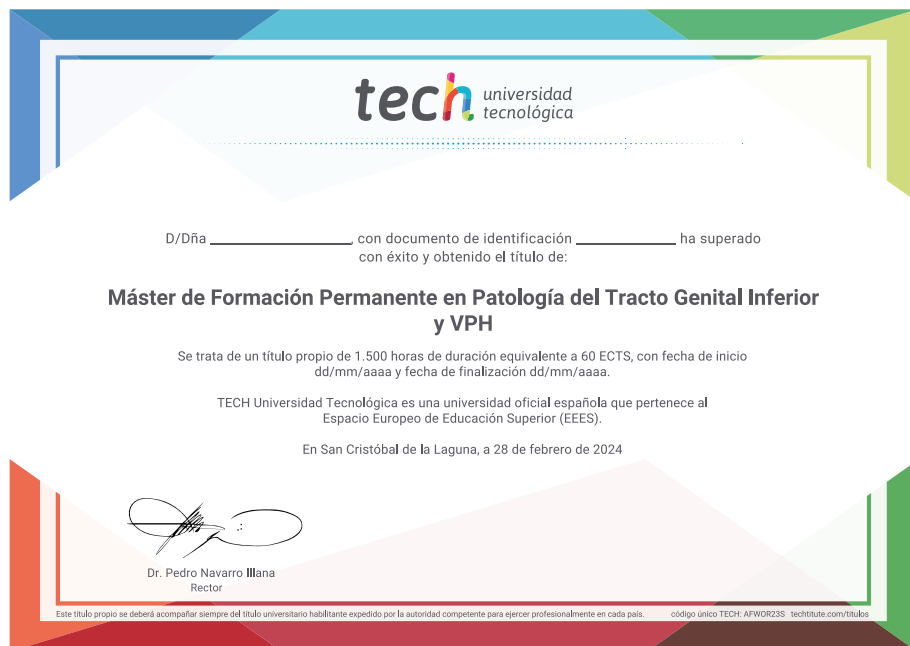 tech universidad
tecnológica
D/Dña ______________, con documento de identificación __________ ha superado
con éxito y obtenido el título de:
Máster de Formación Permanente en Patología del Tracto Genital Inferior
y VPH
Se trata de un título propio de 1.500 horas de duración equivalente a 60 ECTS, con fecha de inicio
dd/mm/aaaa y fecha de finalización dd/mm/aaaa.
TECH Universidad Tecnológica es una universidad oficial española que pertenece al
Espacio Europeo de Educación Superior (EEES).
En San Cristóbal de la Laguna, a 28 de febrero de 2024
Dr. Pedro Navarro Illana
Rector
Este título propio se deberá acompañar siempre del título universitario habilitante expedido por la autoridad competente para ejercer profesionalmente en cada país. código único TECH: AFWOR23S techtitute.com/titulos